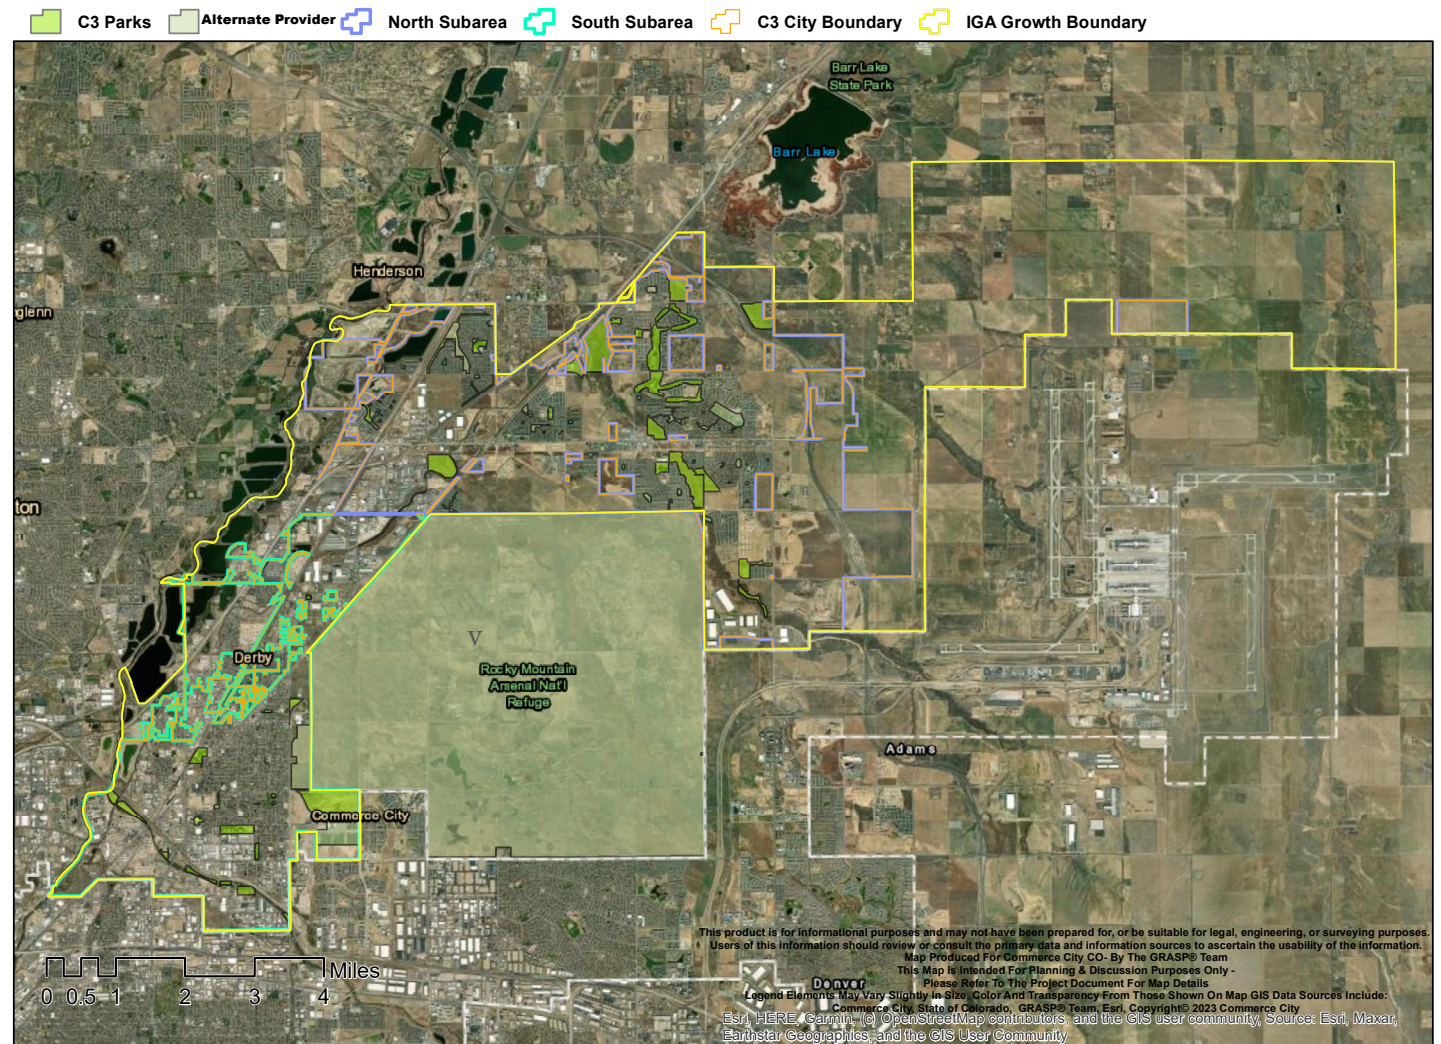 C3 Parks Alternate Provider North Subarea South Subarea C3 City Boundary IGA Growth Boundary
Barr Lake
State Park
Barr Lake
Henderson
glenn
ton
V
Derby
Rocky Mountain
Arsenal Nat'l
Refuge
Adams
Commerce City
This product is for informational purposes and may not have been prepared for, or be suitable for legal, engineering, or surveying purposes.
Users of this information should review or consult the primary data and information sources to ascertain the usability of the information.
Map Produced For Commerce City CO- By The GRASP® Team
This Map Is Intended For Planning & Discussion Purposes Only -
Please Refer To The Project Document For Map Details
Denver
Legend Elements May Vary Slightly In Size, Color And Transparency From Those Shown On Map GIS Data Sources Include:
Commerce City, State of Colorado, GRASP® Team, Esri, Copyright© 2023 Commerce City
Esri, HERE, Garmin, (c) OpenStreetMap contributors, and the GIS user community, Source: Esri, Maxar,
Earthstar Geographics, and the GIS User Community
Miles
0 0.5 1 2 3 4